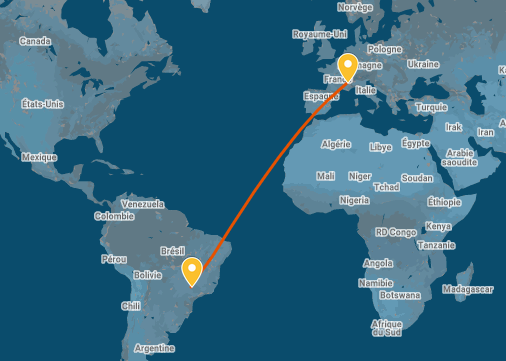 Norvège
Royaume-Uni
Canada
Pologne
Ukraine
magne
Franc
Italie
Espagne
États-Unis
Turquie
Irak
Iran
Algérie
Libye
Égypte
Arabie
saoudite
Mexique
Mali
Niger
Tchad
Soudan
Venezuela
Nigeria
Éthiopie
Colombie
Kenya
RD Congo
Tanzanie
Brésil
Pérou
Bolivie
Angola
Namibie
Botswana
Madagascar
Chili
Afrique
du Sud
Argentine